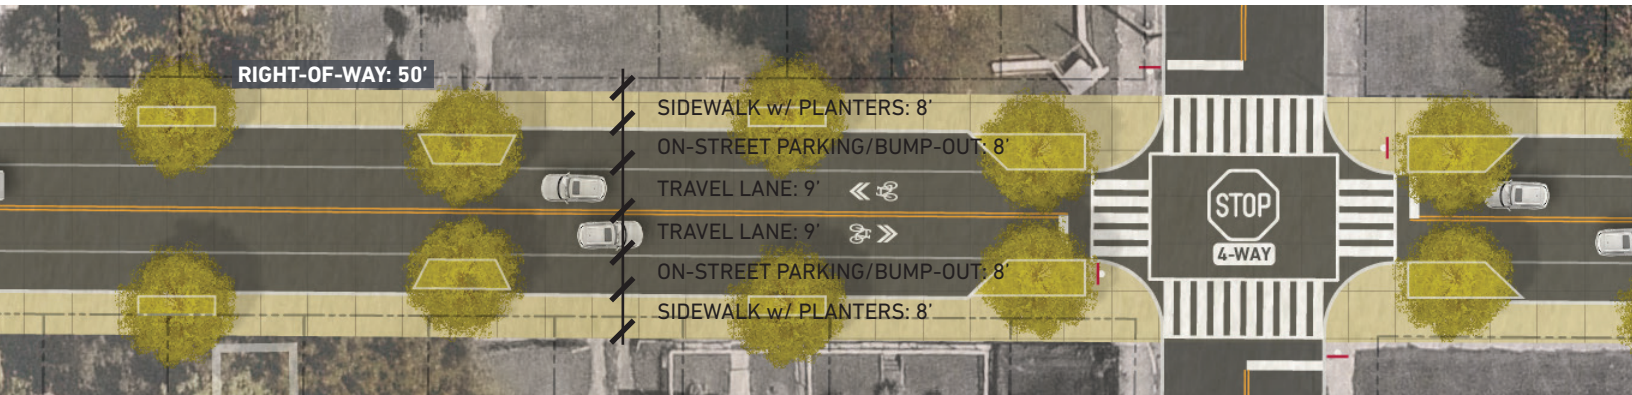 RIGHT-OF-WAY: 50'
SIDEWALK w/ PLANTERS: 8'
ON-STREET PARKING/BUMP-OUT: 8'
TRAVEL LANE: 9'
TRAVEL LANE: 9'
ON-STREET PARKING/BUMP-OUT: 8'
SIDEWALK w/ PLANTERS: 8'
STOP
4-WAY